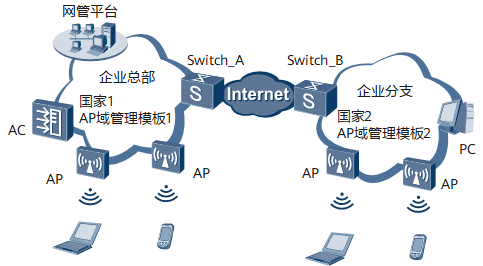 网管平台
Switch_A
Switch_B
企业总部
Internet
企业分支
国家1
AP域管理模板1
国家2
AP域管理模板2
AC
PC
AP
AP
AP
AP
S
S